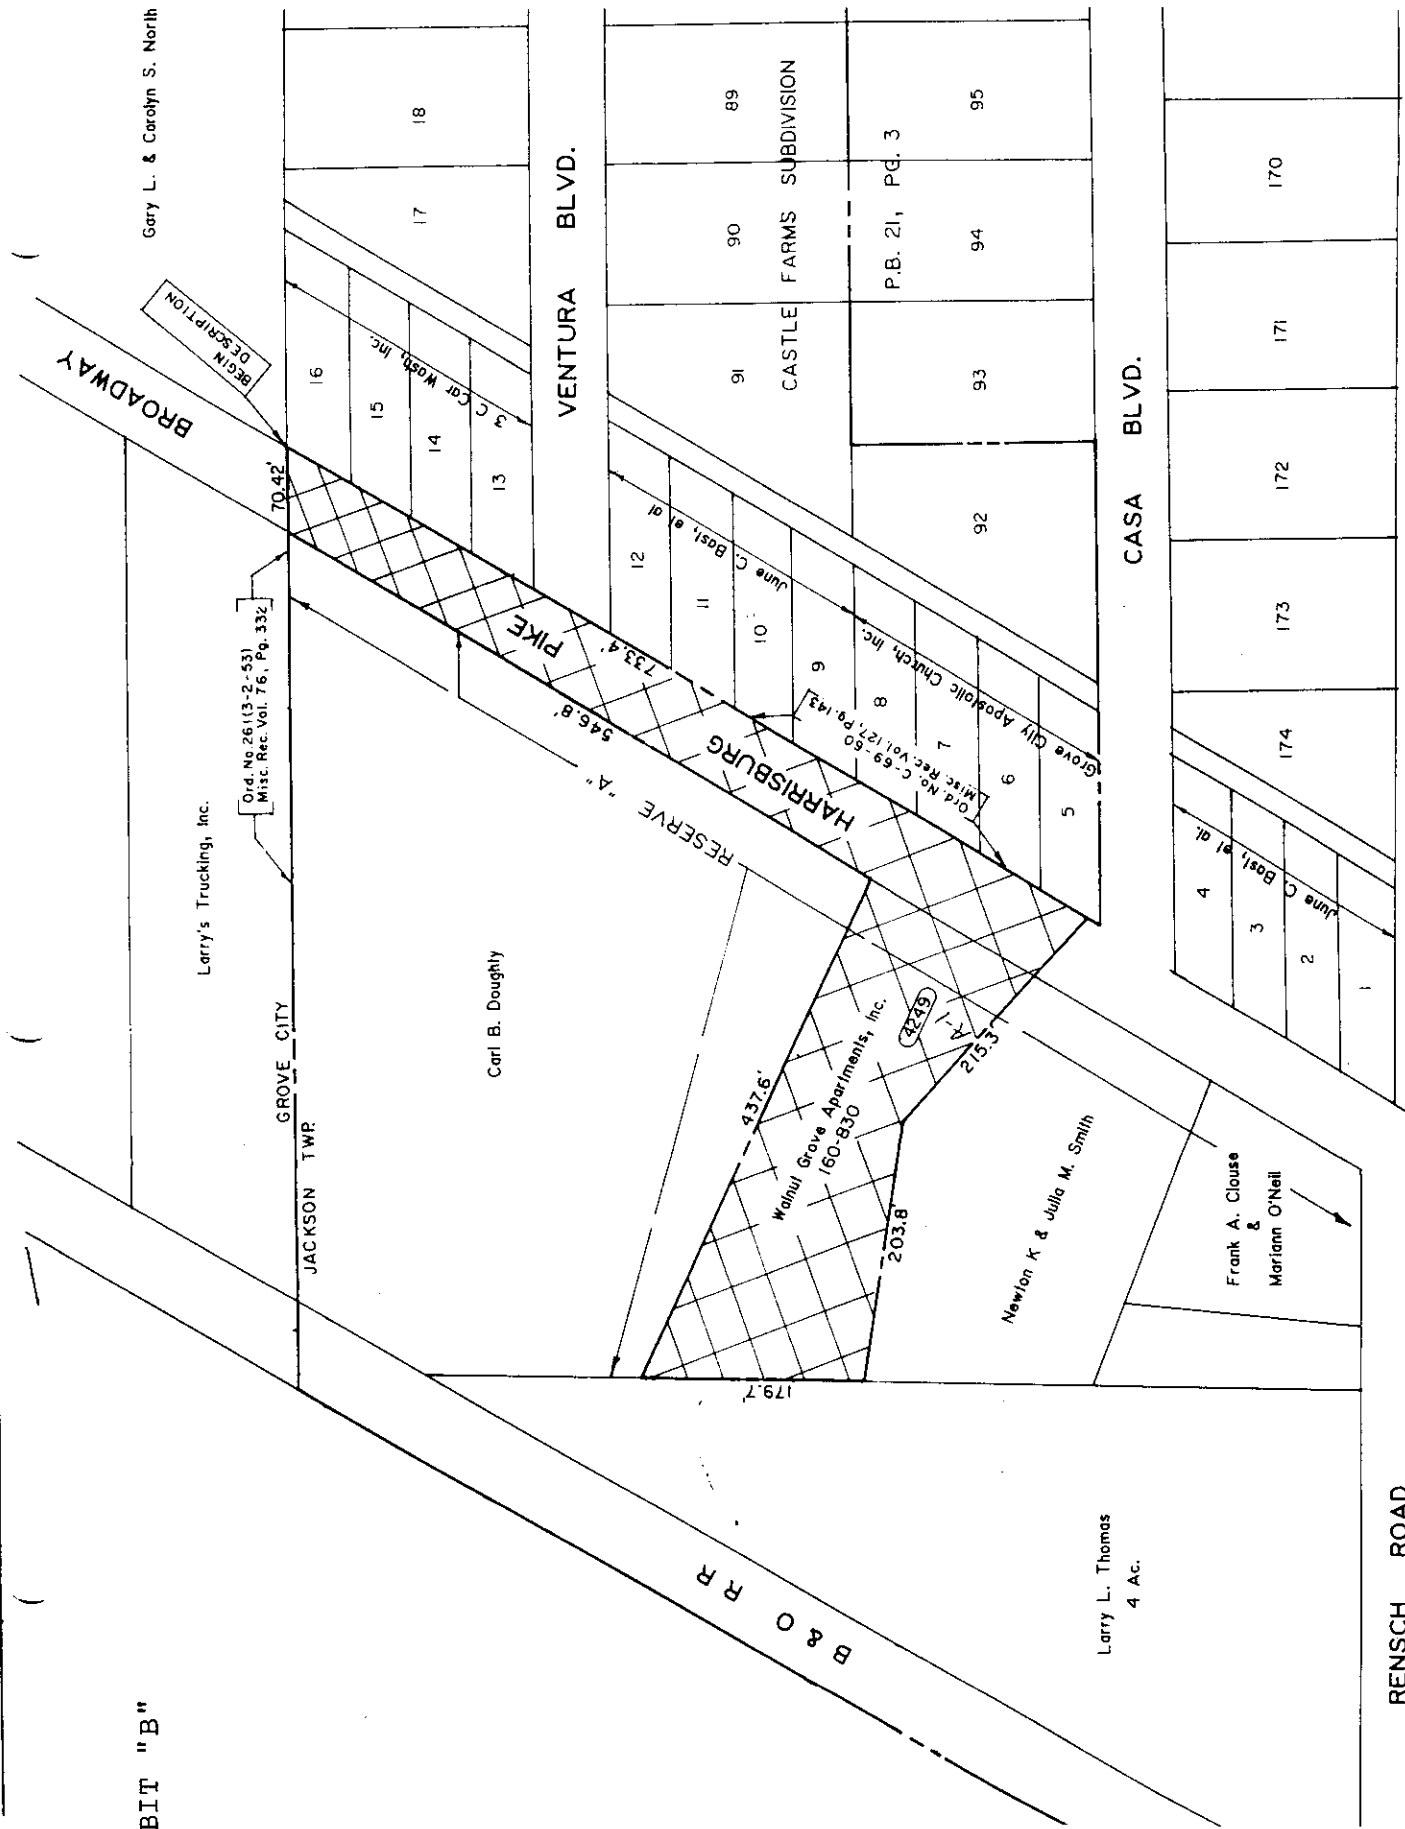 BIT "B"
Gary L. & Carolyn S. North
BROADWAY
BEGIN
DESCRIPTION
70.42'
Ord. No. 261 (3-2-53)
Misc. Rec. Vol. 76, Pg. 332
Larry's Trucking, Inc.
GROVE CITY
JACKSON TWP.
Carl B. Doughty
16
15
14
13
3 C Car Wash, Inc.
17
18
VENTURA BLVD.
PIKE
733.4'
546.8'
HARRISBURG
RESERVE "A"
12
11
10
9
8
7
6
5
June C. Basl, et al
Grove City Apostolic Church, Inc.
Ord. No. C-69-60
Misc. Rec. Vol. 127, Pg. 143
89
90
91
CASTLE FARMS SUBDIVISION
P.B. 21, PG. 3
95
94
93
92
CASA BLVD.
170
171
172
173
174
4
3
2
1
June C. Basl, et al.
437.6'
Walnut Grove Apartments, Inc.
160-830
4249
A-1
215.3'
203.8'
179.7'
Newton K & Julia M. Smith
Frank A. Clouse
&
Mariann O'Neil
B & O RR
Larry L. Thomas
4 Ac.
RENSCH ROAD